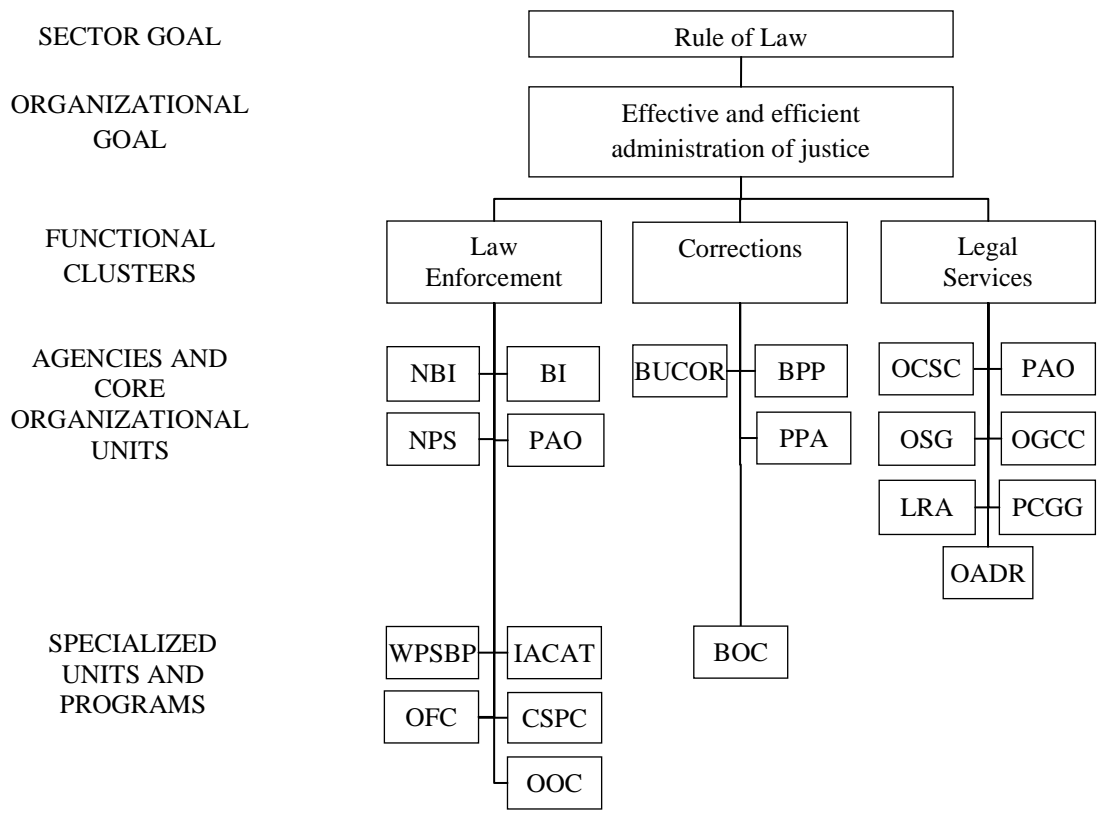 SECTOR GOAL
Rule of Law
ORGANIZATIONAL
GOAL
Effective and efficient
administration of justice
FUNCTIONAL
CLUSTERS
Law
Enforcement
Corrections
Legal
Services
AGENCIES AND
CORE
ORGANIZATIONAL
UNITS
NBI
BI
NPS
PAO
BUCOR
BPP
PPA
OCSC
PAO
OSG
OGCC
LRA
PCGG
OADR
SPECIALIZED
UNITS AND
PROGRAMS
WPSBP
IACAT
OFC
CSPC
OOC
BOC